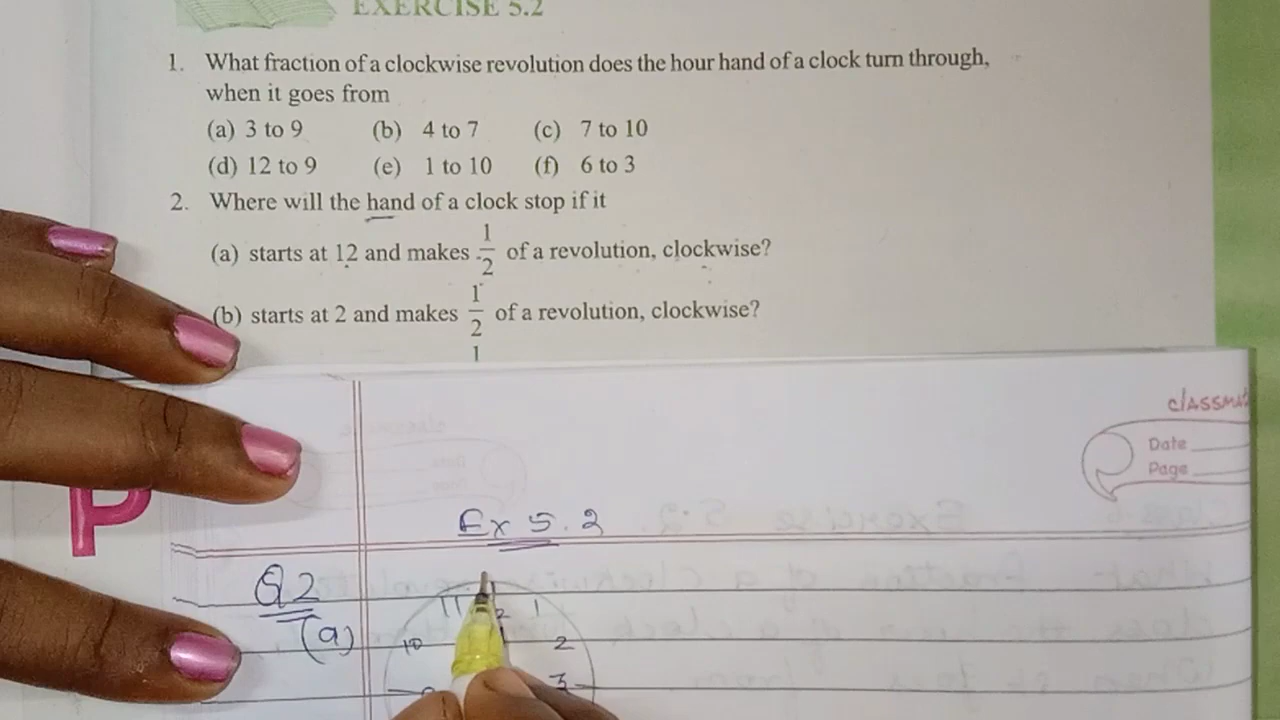 EXERCISE 5.2
1. What fraction of a clockwise revolution does the hour hand of a clock turn through,
when it goes from
(a) 3 to 9 (b) 4 to 7 (c) 7 to 10
(d) 12 to 9 (e) 1 to 10 (f) 6 to 3
2. Where will the hand of a clock stop if it
(a) starts at 12 and makes 1/2 of a revolution, clockwise?
(b) starts at 2 and makes 1/2 of a revolution, clockwise?
1
classma
Date
Page
P
Ex 5.2
Q2
(a)
11 2 1
10 2
3